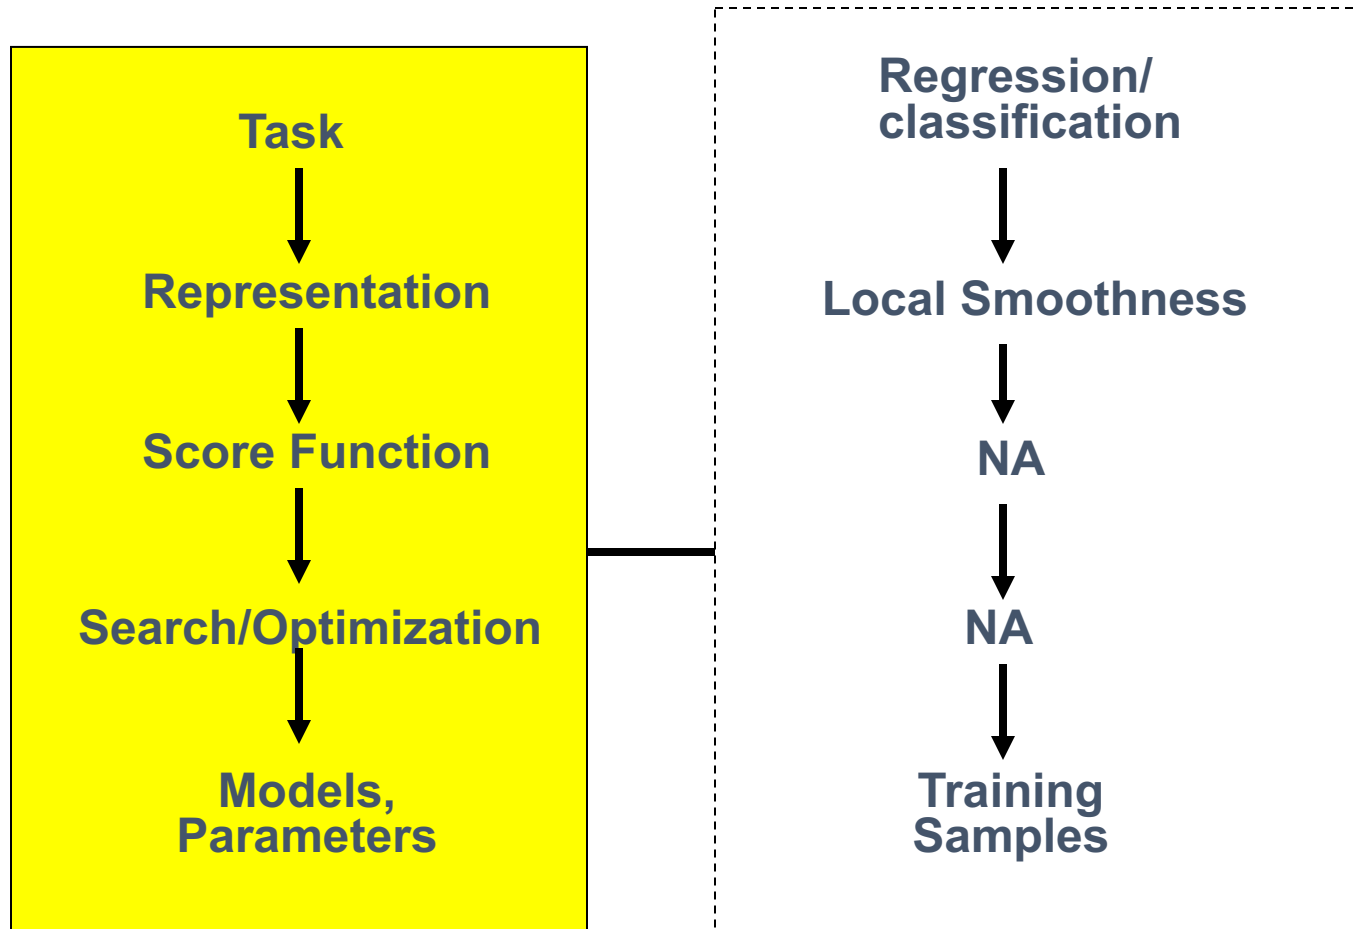 Task
Representation
Score Function
Search/Optimization
Models,
Parameters
Regression/
classification
Local Smoothness
NA
NA
Training
Samples